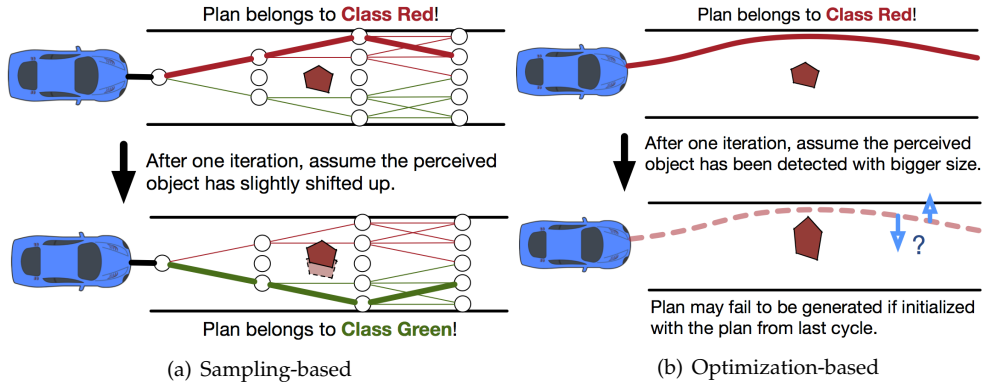 Plan belongs to Class Red!
After one iteration, assume the perceived
object has slightly shifted up.
Plan belongs to Class Green!
(a) Sampling-based
Plan belongs to Class Red!
After one iteration, assume the perceived
object has been detected with bigger size.
?
Plan may fail to be generated if initialized
with the plan from last cycle.
(b) Optimization-based